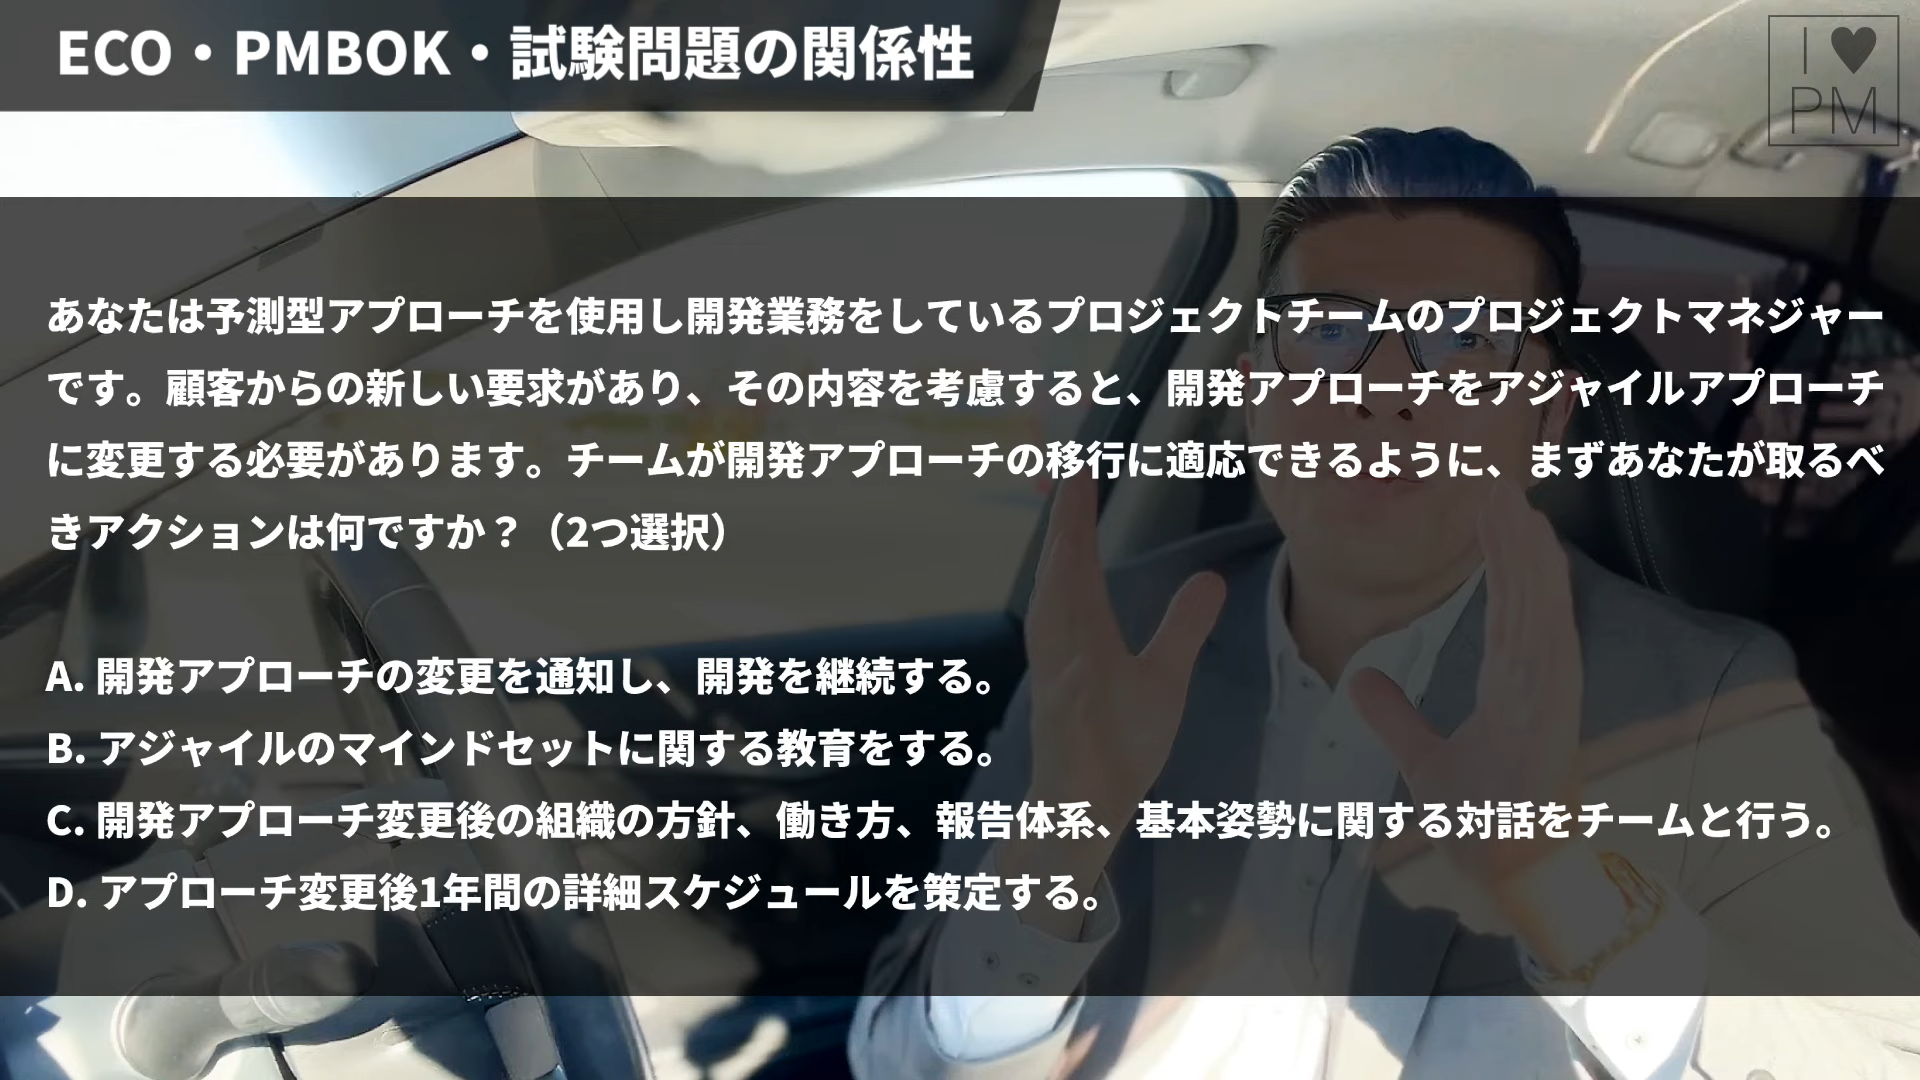 ECO・PMBOK・試験問題の関係性
I♥
PM
あなたは予測型アプローチを使用し開発業務をしているプロジェクトチームのプロジェクトマネジャー
です。顧客からの新しい要求があり、その内容を考慮すると、開発アプローチをアジャイルアプローチ
に変更する必要があります。チームが開発アプローチの移行に適応できるように、まずあなたが取るべ
きアクションは何ですか？（2つ選択）
A. 開発アプローチの変更を通知し、開発を継続する。
B. アジャイルのマインドセットに関する教育をする。
C. 開発アプローチ変更後の組織の方針、働き方、報告体系、基本姿勢に関する対話をチームと行う。
D. アプローチ変更後1年間の詳細スケジュールを策定する。